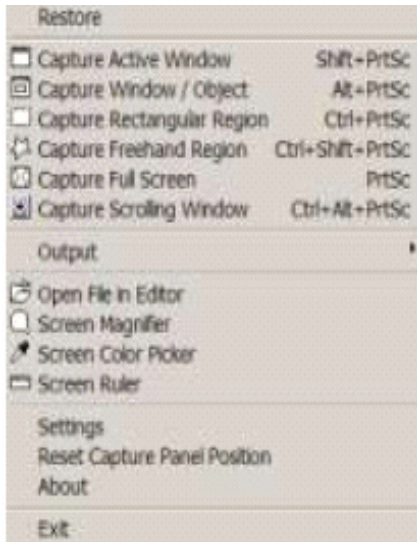 Restore
Capture Active Window Shift+PrtSc
Capture Window / Object Alt+PrtSc
Capture Rectangular Region Ctrl+PrtSc
Capture Freehand Region Ctrl+Shift+PrtSc
Capture Full Screen PrtSc
Capture Scrolling Window Ctrl+Alt+PrtSc
Output
Open File in Editor
Screen Magnifier
Screen Color Picker
Screen Ruler
Settings
Reset Capture Panel Position
About
Exit